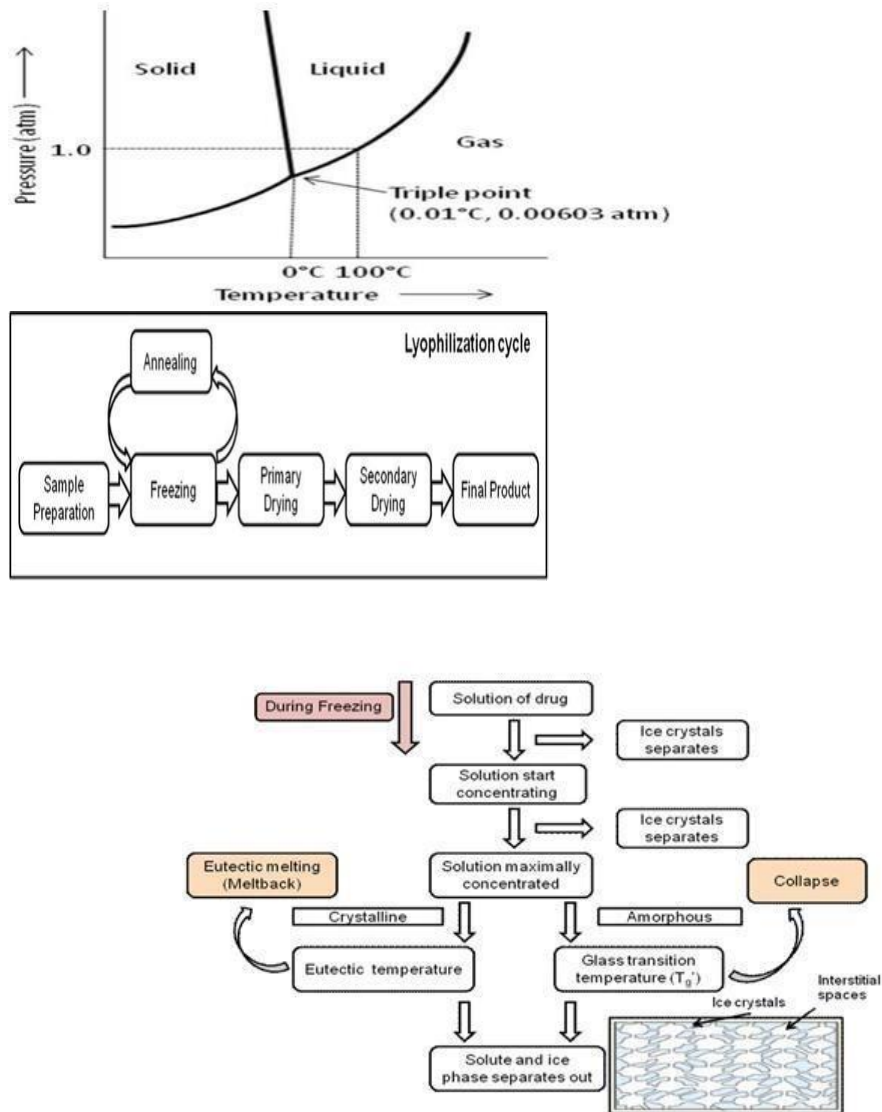 Pressure (atm)
Solid
Liquid
Gas
1.0
Triple point
(0.01°C, 0.00603 atm)
0°C 100°C
Temperature
Lyophilization cycle
Annealing
Sample
Preparation
Freezing
Primary
Drying
Secondary
Drying
Final Product
During Freezing
Solution of drug
Ice crystals
separates
Solution start
concentrating
Ice crystals
separates
Eutectic melting
(Meltback)
Solution maximally
concentrated
Collapse
Crystalline
Amorphous
Eutectic temperature
Glass transition
temperature (Tg')
Interstitial
spaces
Ice crystals
Solute and ice
phase separates out